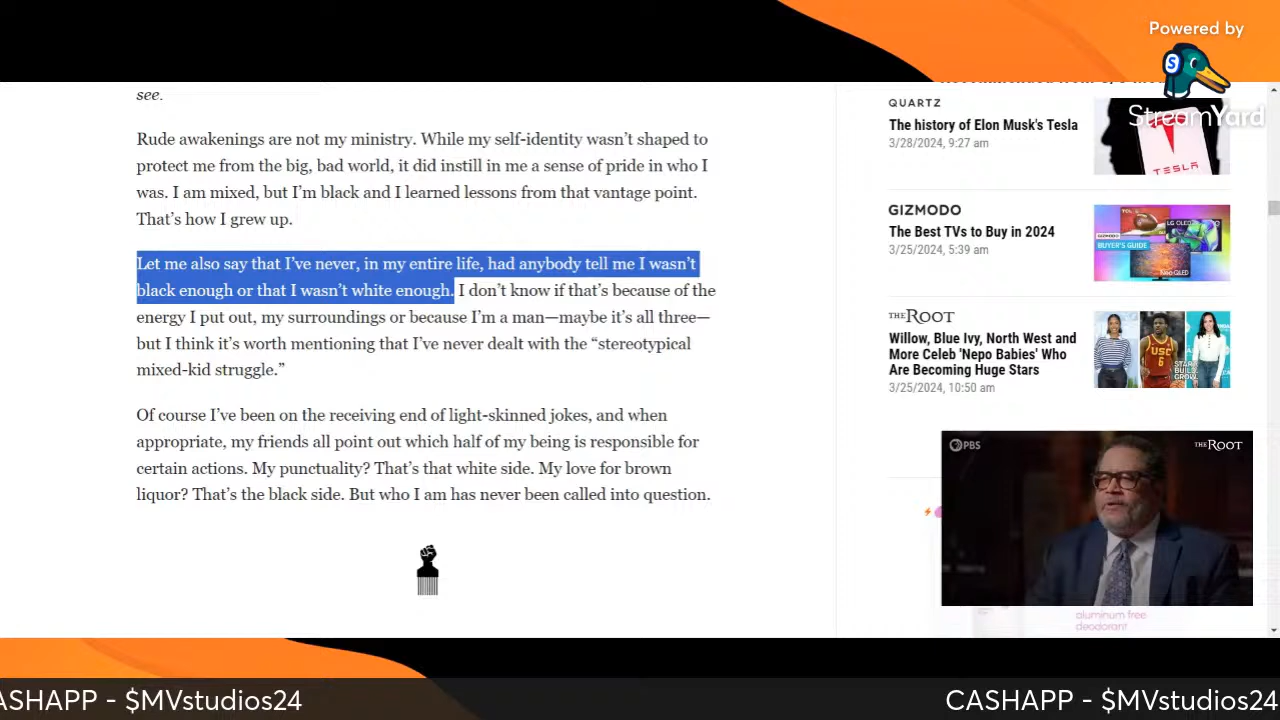 Powered by
StreamYard
see.
Rude awakenings are not my ministry. While my self-identity wasn’t shaped to
protect me from the big, bad world, it did instill in me a sense of pride in who I
was. I am mixed, but I’m black and I learned lessons from that vantage point.
That’s how I grew up.
Let me also say that I’ve never, in my entire life, had anybody tell me I wasn’t
black enough or that I wasn’t white enough. I don’t know if that’s because of the
energy I put out, my surroundings or because I’m a man—maybe it’s all three—
but I think it’s worth mentioning that I’ve never dealt with the “stereotypical
mixed-kid struggle.”
Of course I’ve been on the receiving end of light-skinned jokes, and when
appropriate, my friends all point out which half of my being is responsible for
certain actions. My punctuality? That’s that white side. My love for brown
liquor? That’s the black side. But who I am has never been called into question.
QUARTZ
The history of Elon Musk's Tesla
3/28/2024, 9:27 am
TESLA
GIZMODO
The Best TVs to Buy in 2024
3/25/2024, 5:39 am
TCL
LG OLED
GIZMODO
BUYER'S GUIDE
Neo QLED
THE ROOT
Willow, Blue Ivy, North West and
More Celeb 'Nepo Babies' Who
Are Becoming Huge Stars
3/25/2024, 10:50 am
USC
6
PBS
THE ROOT
aluminum free
deodorant
ASHAPP - $MVstudios24
CASHAPP - $MVstudios24